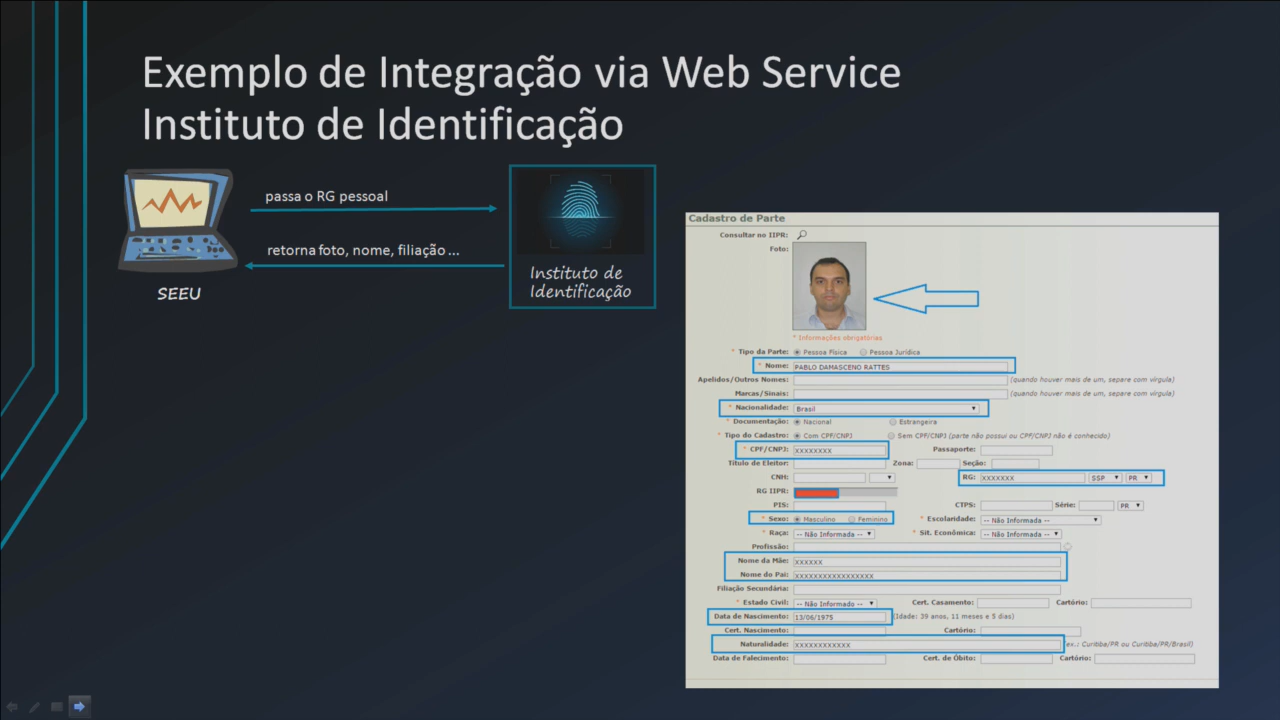 Exemplo de Integração via Web Service
Instituto de Identificação
passa o RG pessoal
retorna foto, nome, filiação ...
SEEU
Instituto de
Identificação
Cadastro de Parte
Consultar no IIPR:
Foto:
* Informações obrigatórias
* Tipo da Parte: Pessoa Física Pessoa Jurídica
* Nome: PABLO DAMASCENO RATTES
Apelidos/Outros Nomes: (quando houver mais de um, separe com vírgula)
Marcas/Sinais: (quando houver mais de um, separe com vírgula)
* Nacionalidade: Brasil
* Documentação: Nacional Estrangeira
* Tipo do Cadastro: Com CPF/CNPJ Sem CPF/CNPJ (parte não possui ou CPF/CNPJ não é conhecido)
* CPF/CNPJ: XXXXXXXX Passaporte:
Título de Eleitor: Zona: Seção:
CNH: RG: XXXXXXX SSP PR
RG IIPR:
PIS: CTPS: Série: PR
* Sexo: Masculino Feminino * Escolaridade: -- Não Informada --
* Raça: -- Não Informada -- * Sit. Econômica: -- Não Informada --
Profissão:
Nome da Mãe: XXXXXX
Nome do Pai: XXXXXXXXXXXXXXXXX
Filiação Secundária:
* Estado Civil: -- Não Informado -- Cert. Casamento: Cartório:
Data de Nascimento: 13/06/1975 (Idade: 39 anos, 11 meses e 5 dias)
Cert. Nascimento: Cartório:
Naturalidade: XXXXXXXXXXXX ex.: Curitiba/PR ou Curitiba/PR/Brasil)
Data de Falecimento: Cert. de Óbito: Cartório: